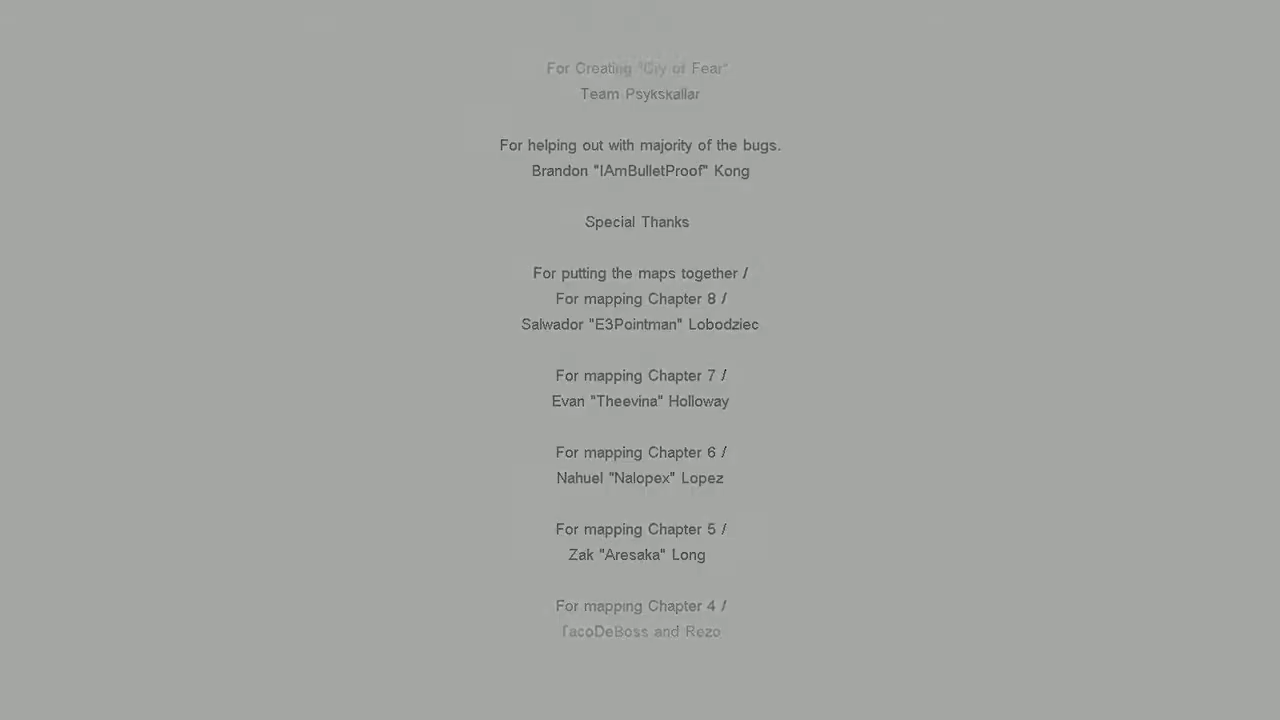 For Creating "Cry of Fear"
Team Psykskallar
For helping out with majority of the bugs.
Brandon "IAmBulletProof" Kong
Special Thanks
For putting the maps together /
For mapping Chapter 8 /
Salwador "E3Pointman" Lobodziec
For mapping Chapter 7 /
Evan "Theevina" Holloway
For mapping Chapter 6 /
Nahuel "Nalopex" Lopez
For mapping Chapter 5 /
Zak "Aresaka" Long
For mapping Chapter 4 /
TacoDeBoss and Rezo